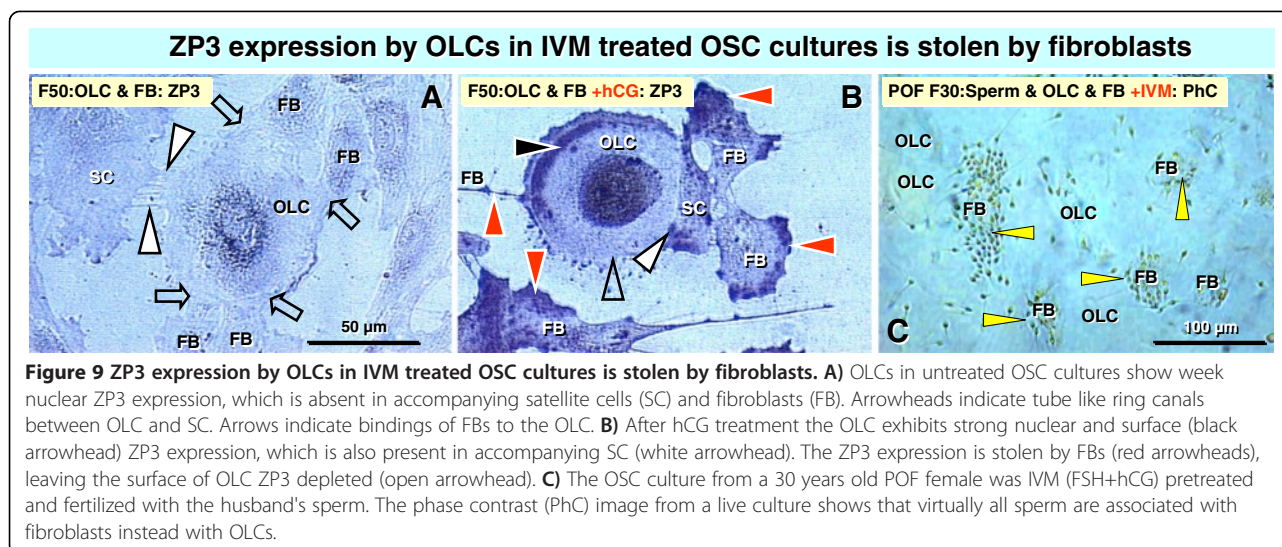 ZP3 expression by OLCs in IVM treated OSC cultures is stolen by fibroblasts
F50:OLC & FB: ZP3
A
FB
FB
SC
OLC
FB
FB
50 µm
F50:OLC & FB +hCG: ZP3
B
OLC
FB
FB
SC
FB
FB
POF F30:Sperm & OLC & FB +IVM: PhC
OLC
FB
OLC
FB
OLC
FB
FB
FB
OLC
C
100 µm
Figure 9 ZP3 expression by OLCs in IVM treated OSC cultures is stolen by fibroblasts. A) OLCs in untreated OSC cultures show week
nuclear ZP3 expression, which is absent in accompanying satellite cells (SC) and fibroblasts (FB). Arrowheads indicate tube like ring canals
between OLC and SC. Arrows indicate bindings of FBs to the OLC. B) After hCG treatment the OLC exhibits strong nuclear and surface (black
arrowhead) ZP3 expression, which is also present in accompanying SC (white arrowhead). The ZP3 expression is stolen by FBs (red arrowheads),
leaving the surface of OLC ZP3 depleted (open arrowhead). C) The OSC culture from a 30 years old POF female was IVM (FSH+hCG) pretreated
and fertilized with the husband's sperm. The phase contrast (PhC) image from a live culture shows that virtually all sperm are associated with
fibroblasts instead with OLCs.